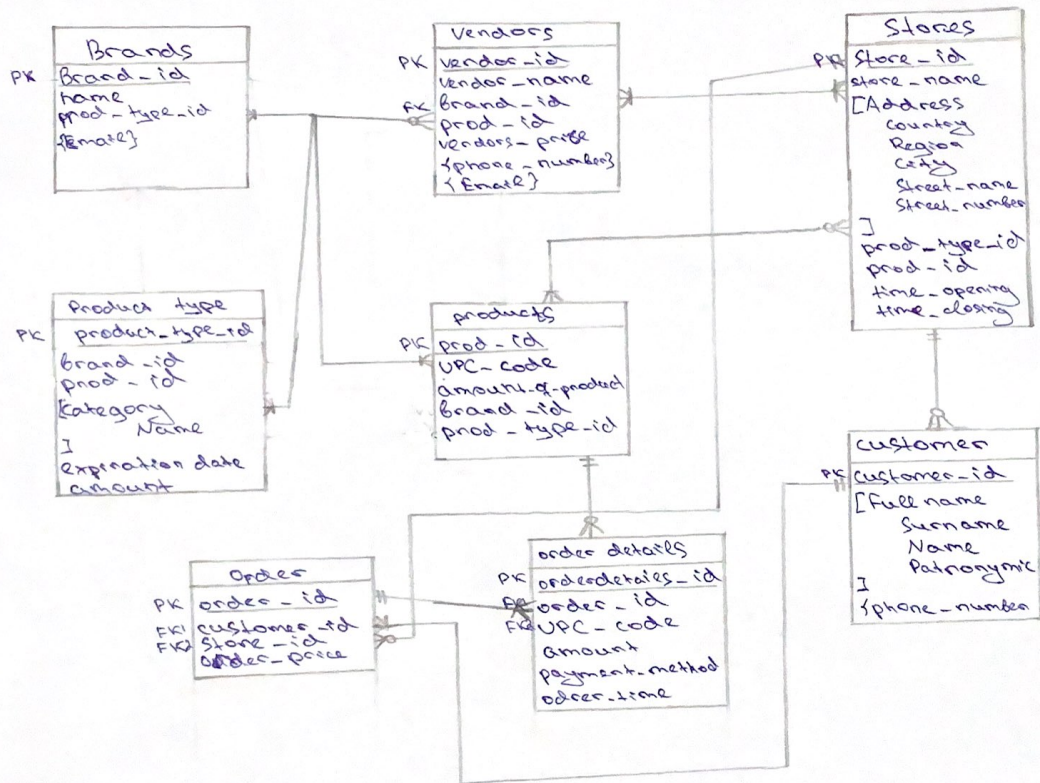 Brands
PK Brand_id
name
prod_type_id
{Email}
Vendors
PK vendor_id
vendor_name
FK brand_id
prod_id
vendors_price
{phone_number}
{Email}
Stores
PK Store_id
store_name
[Address
Country
Region
City
Street_name
Street_number
]
prod_type_id
prod_id
time_opening
time_closing
Product type
PK product_type_id
brand_id
prod_id
[Category
Name
]
expiration date
amount
products
PK prod_id
UPC_code
amount_of_product
brand_id
prod_type_id
customer
PK customer_id
[Full name
Surname
Name
Patronymic
]
{phone_number
Order
PK order_id
FK1 customer_id
FK2 Store_id
order_price
order details
PK orderdetails_id
order_id
UPC_code
amount
payment_method
odrer_time